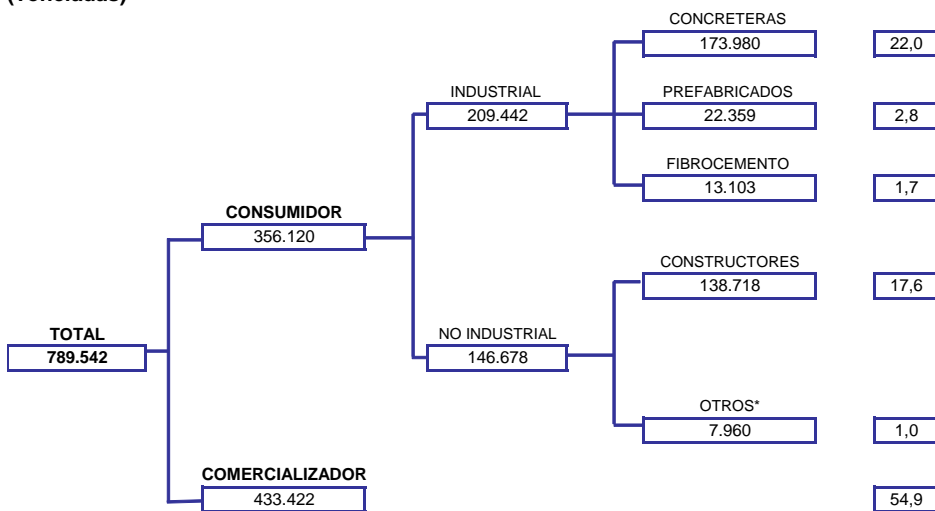 (Toneladas)
CONCRETERAS
173.980 22,0
INDUSTRIAL PREFABRICADOS
209.442 22.359 2,8
FIBROCEMENTO
13.103 1,7
CONSUMIDOR
356.120
CONSTRUCTORES
138.718 17,6
TOTAL NO INDUSTRIAL
789.542 146.678
OTROS*
7.960 1,0
COMERCIALIZADOR
433.422 54,9